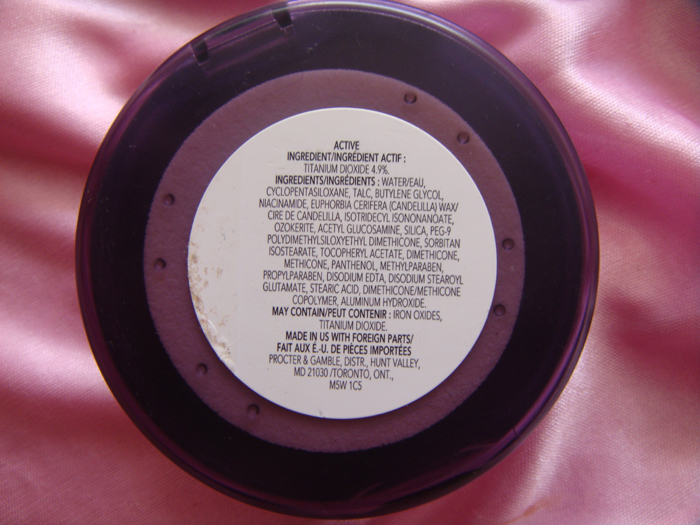 ACTIVE
INGREDIENT/INGRÉDIENT ACTIF :
TITANIUM DIOXIDE 4.9%.
INGREDIENTS/INGRÉDIENTS : WATER/EAU,
CYCLOPENTASILOXANE, TALC, BUTYLENE GLYCOL,
NIACINAMIDE, EUPHORBIA CERIFERA (CANDELILLA) WAX/
CIRE DE CANDELILLA, ISOTRIDECYL ISONONANOATE,
OZOKERITE, ACETYL GLUCOSAMINE, SILICA, PEG-9
POLYDIMETHYLSILOXYETHYL DIMETHICONE, SORBITAN
ISOSTEARATE, TOCOPHERYL ACETATE, DIMETHICONE,
METHICONE, PANTHENOL, METHYLPARABEN,
PROPYLPARABEN, DISODIUM EDTA, DISODIUM STEAROYL
GLUTAMATE, STEARIC ACID, DIMETHICONE/METHICONE
COPOLYMER, ALUMINUM HYDROXIDE.
MAY CONTAIN/PEUT CONTENIR : IRON OXIDES,
TITANIUM DIOXIDE.
MADE IN US WITH FOREIGN PARTS/
FAIT AUX É.-U. DE PIÈCES IMPORTÉES
PROCTER & GAMBLE, DISTR., HUNT VALLEY,
MD 21030 /TORONTO, ONT.,
M5W 1C5